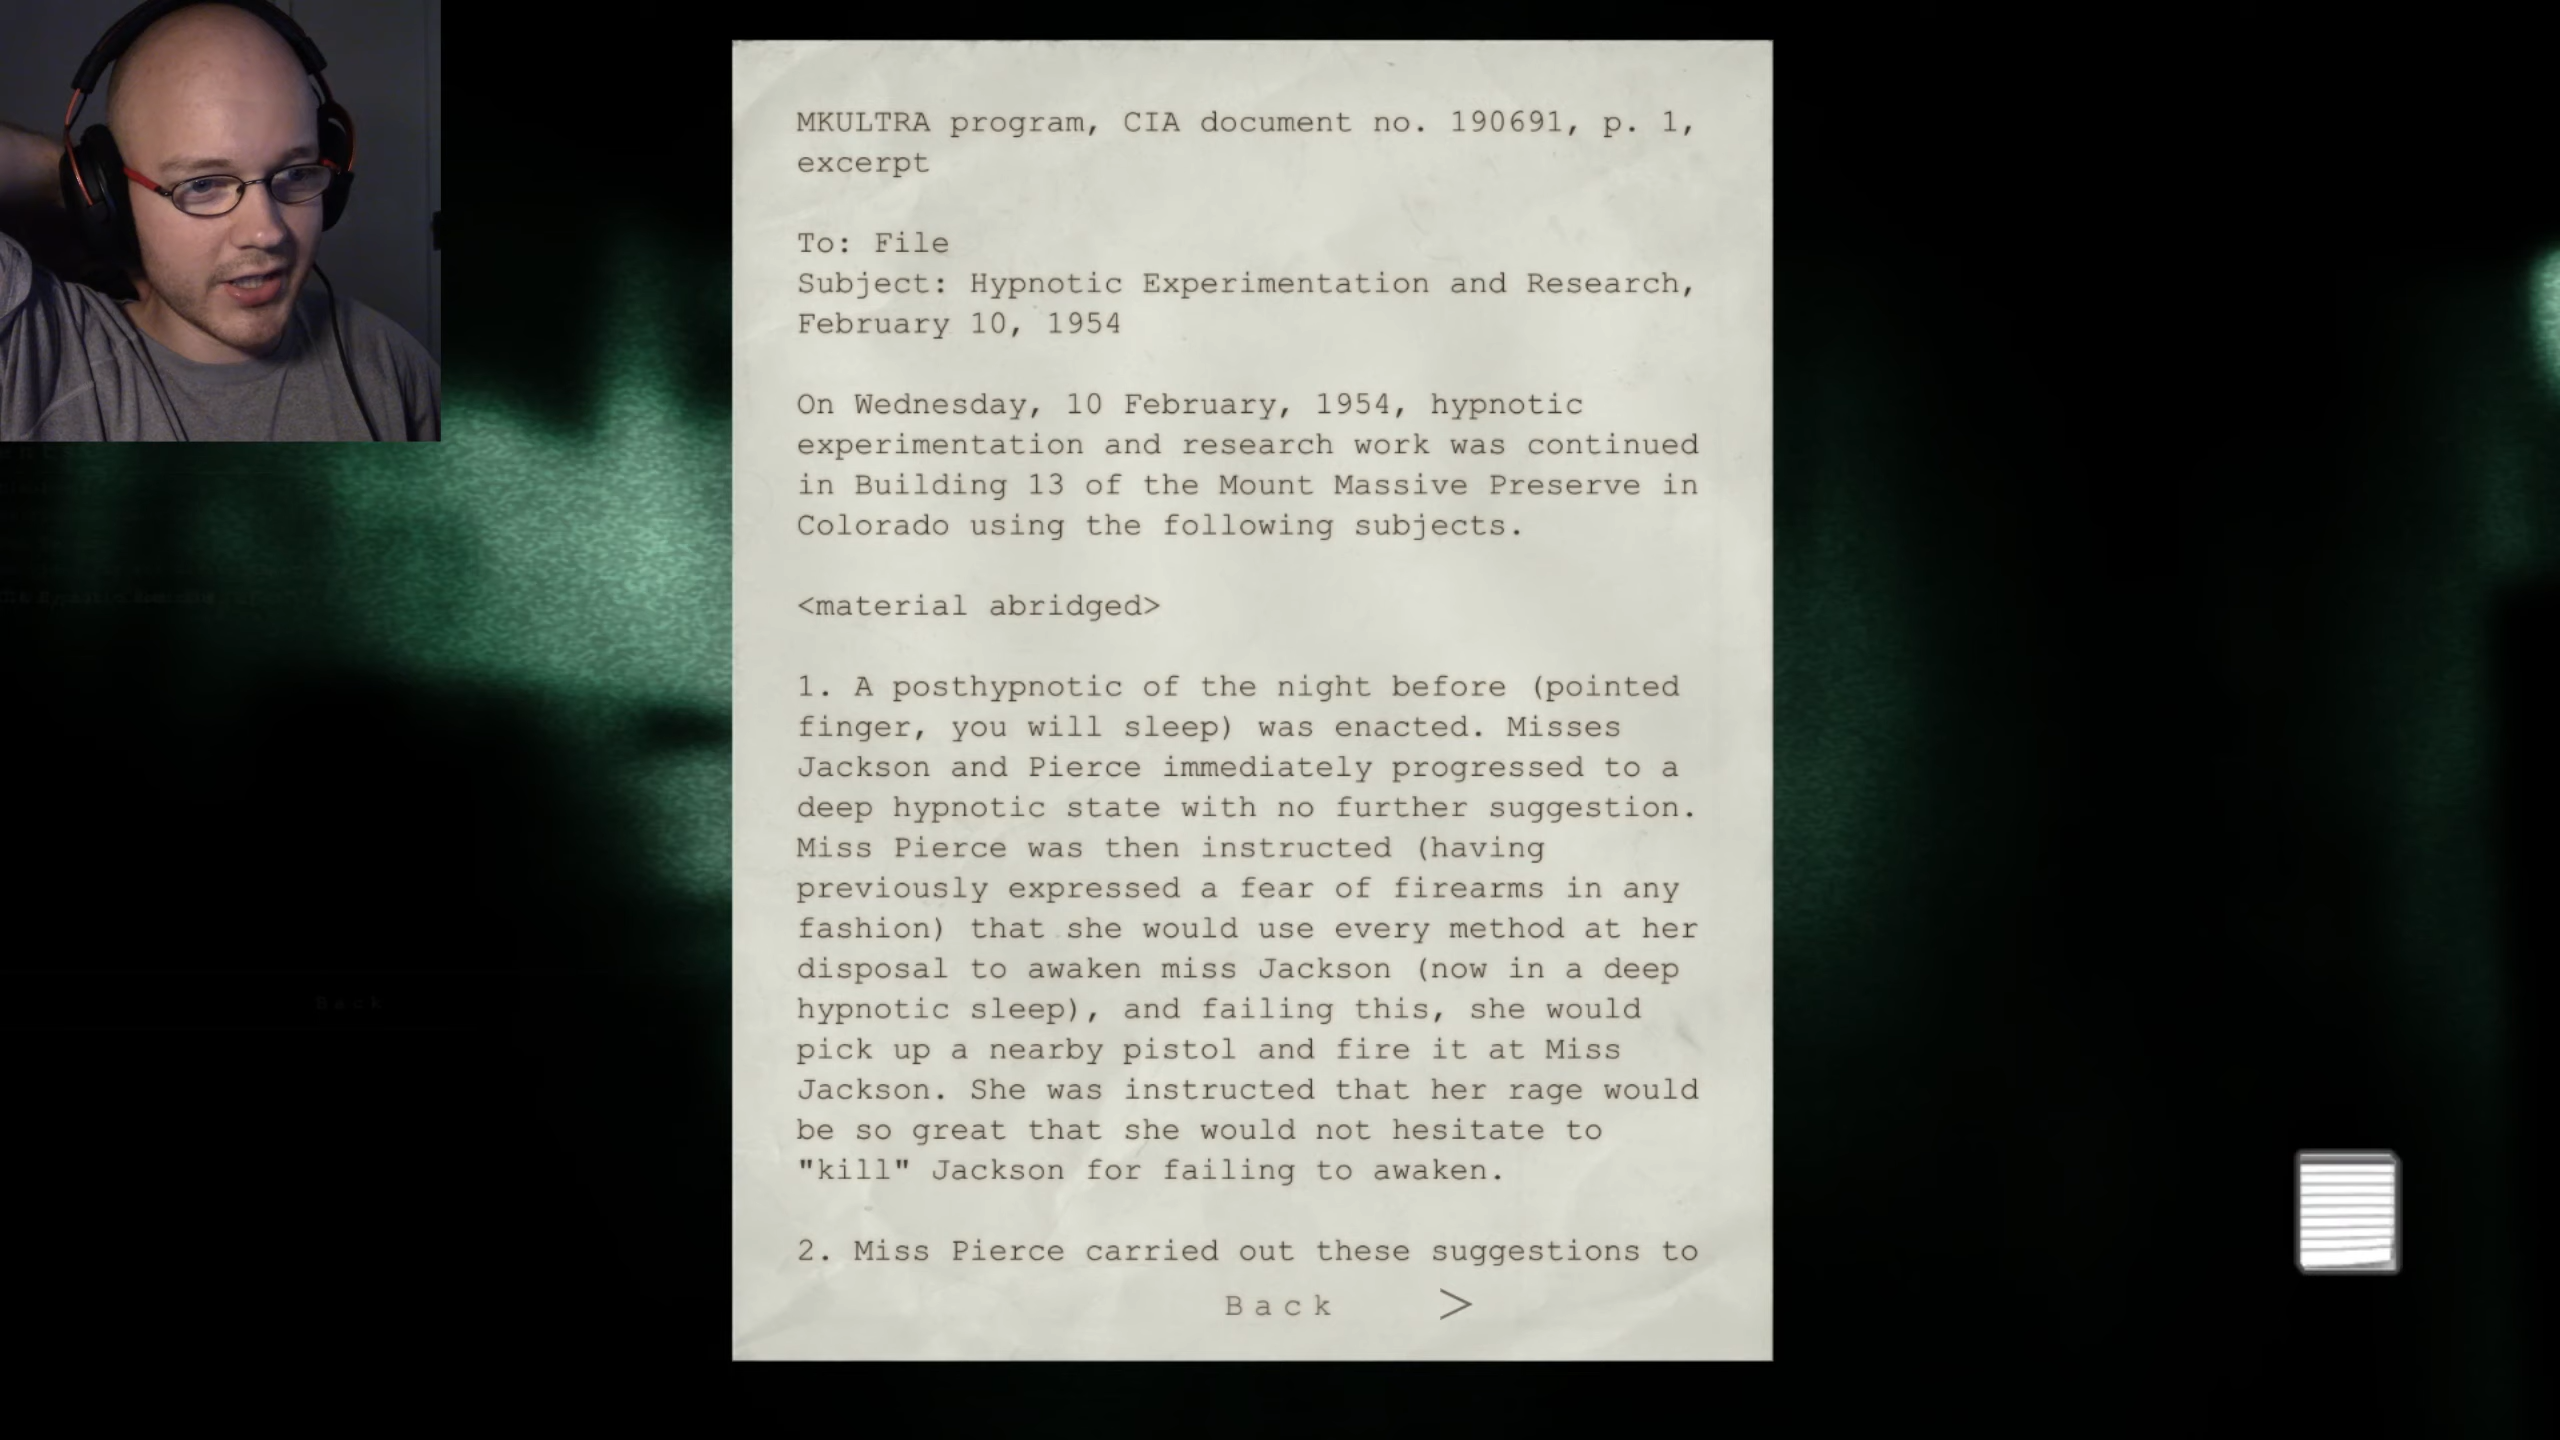 MKULTRA program, CIA document no. 190691, p. 1,
excerpt
To: File
Subject: Hypnotic Experimentation and Research,
February 10, 1954
On Wednesday, 10 February, 1954, hypnotic
experimentation and research work was continued
in Building 13 of the Mount Massive Preserve in
Colorado using the following subjects.
<material abridged>
1. A posthypnotic of the night before (pointed
finger, you will sleep) was enacted. Misses
Jackson and Pierce immediately progressed to a
deep hypnotic state with no further suggestion.
Miss Pierce was then instructed (having
previously expressed a fear of firearms in any
fashion) that she would use every method at her
disposal to awaken miss Jackson (now in a deep
hypnotic sleep), and failing this, she would
pick up a nearby pistol and fire it at Miss
Jackson. She was instructed that her rage would
be so great that she would not hesitate to
"kill" Jackson for failing to awaken.
2. Miss Pierce carried out these suggestions to
Back >
Back